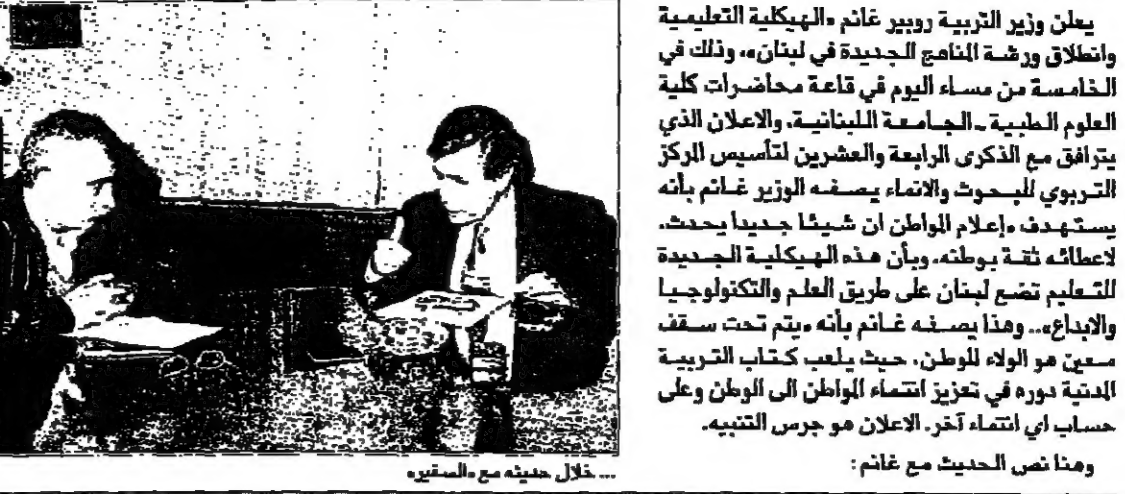 يعلن وزير التربية روبير غانم «الهيكلية التعليمية
وانطلاق ورشة المناهج الجديدة في لبنان»، وذلك في
الخامسة من مساء اليوم في قاعة محاضرات كلية
العلوم الطبية ـ الجامعة اللبنانية. والاعلان الذي
يترافق مع الذكرى الرابعة والعشرين لتأسيس المركز
التربوي للبحوث والانماء يصفه الوزير غانم بأنه
يستهدف «إعلام المواطن ان شيئا جديدا يحدث،
لاعطائه ثقة بوطنه، وبأن هذه الهيكلية الجديدة
للتعليم تضع لبنان على طريق العلم والتكنولوجيا
والابداع».. وهذا يصفه غانم بأنه «يتم تحت سقف
معين هو الولاء للوطن، حيث يلعب كتاب التربية
المدنية دوره في تعزيز انتماء المواطن الى الوطن وعلى
حساب اي انتماء آخر. الاعلان هو جرس التنبيه.
وهنا نص الحديث مع غانم:
... خلال حديثه مع «السفير»